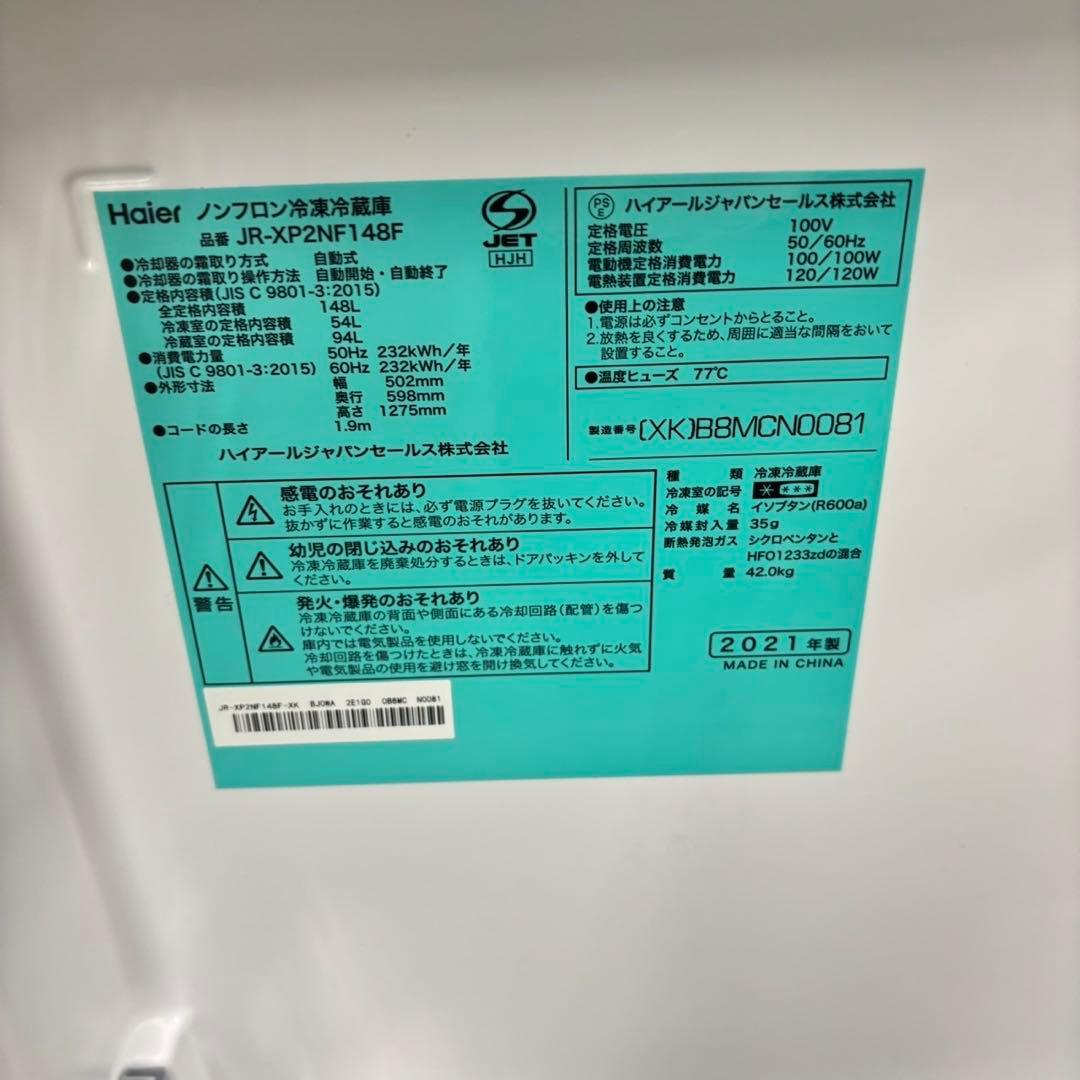 Haier ノンフロン冷凍冷蔵庫
品番 JR-XP2NF148F
JET
HJH
●冷却器の霜取り方式 自動式
●冷却器の霜取り操作方法 自動開始・自動終了
●定格内容積(JIS C 9801-3:2015)
全定格内容積 148L
冷凍室の定格内容積 54L
冷蔵室の定格内容積 94L
●消費電力量 50Hz 232kWh/年
(JIS C 9801-3:2015) 60Hz 232kWh/年
●外形寸法 幅 502mm
奥行 598mm
高さ 1275mm
●コードの長さ 1.9m
ハイアールジャパンセールス株式会社
PSE ハイアールジャパンセールス株式会社
定格電圧 100V
定格周波数 50/60Hz
電動機定格消費電力 100/100W
電熱装置定格消費電力 120/120W
●使用上の注意
1.電源は必ずコンセントからとること。
2.放熱を良くするため、周囲に適当な間隔をおいて
設置すること。
●温度ヒューズ 77℃
製造番号 (XK)B8MCN0081
警告
感電のおそれあり
お手入れのときには、必ず電源プラグを抜いてください。
抜かずに作業すると感電のおそれがあります。
幼児の閉じ込みのおそれあり
冷凍冷蔵庫を廃棄処分するときは、ドアパッキンを外して
ください。
発火・爆発のおそれあり
冷凍冷蔵庫の背面や側面にある冷却回路(配管)を傷つ
けないでください。
庫内では電気製品を使用しないでください。
冷却回路を傷つけたときは、冷凍冷蔵庫に触れずに火気
や電気製品の使用を避け窓を開け換気してください。
種類 冷凍冷蔵庫
冷凍室の記号 * ***
冷媒名 イソブタン(R600a)
冷媒封入量 35g
断熱発泡ガス シクロペンタンと
HFO1233zdの混合
質量 42.0kg
2021年製
MADE IN CHINA
JR-XP2NF148F-XK BJ0WA 2E1G0 0B8MC N0081